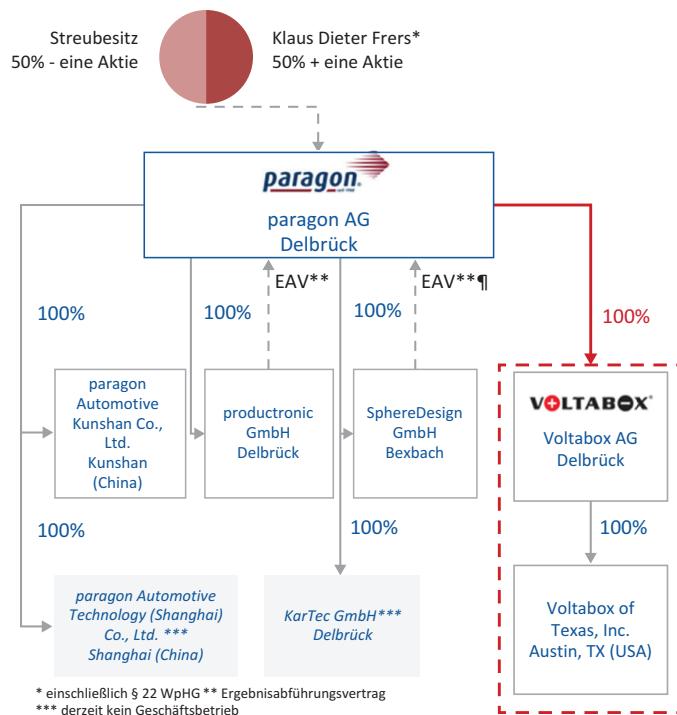 Streubesitz
50% - eine Aktie
Klaus Dieter Frers*
50% + eine Aktie
paragon®
paragon AG
Delbrück
EAV**
EAV**¶
100%
100%
100%
100%
paragon
Automotive
Kunshan Co.,
Ltd.
Kunshan
(China)
productronic
GmbH
Delbrück
SphereDesign
GmbH
Bexbach
VOLTABOX®
Voltabox AG
Delbrück
100%
100%
100%
paragon Automotive
Technology (Shanghai)
Co., Ltd. ***
Shanghai (China)
KarTec GmbH***
Delbrück
Voltabox of
Texas, Inc.
Austin, TX (USA)
* einschließlich § 22 WpHG ** Ergebnisabführungsvertrag
*** derzeit kein Geschäftsbetrieb